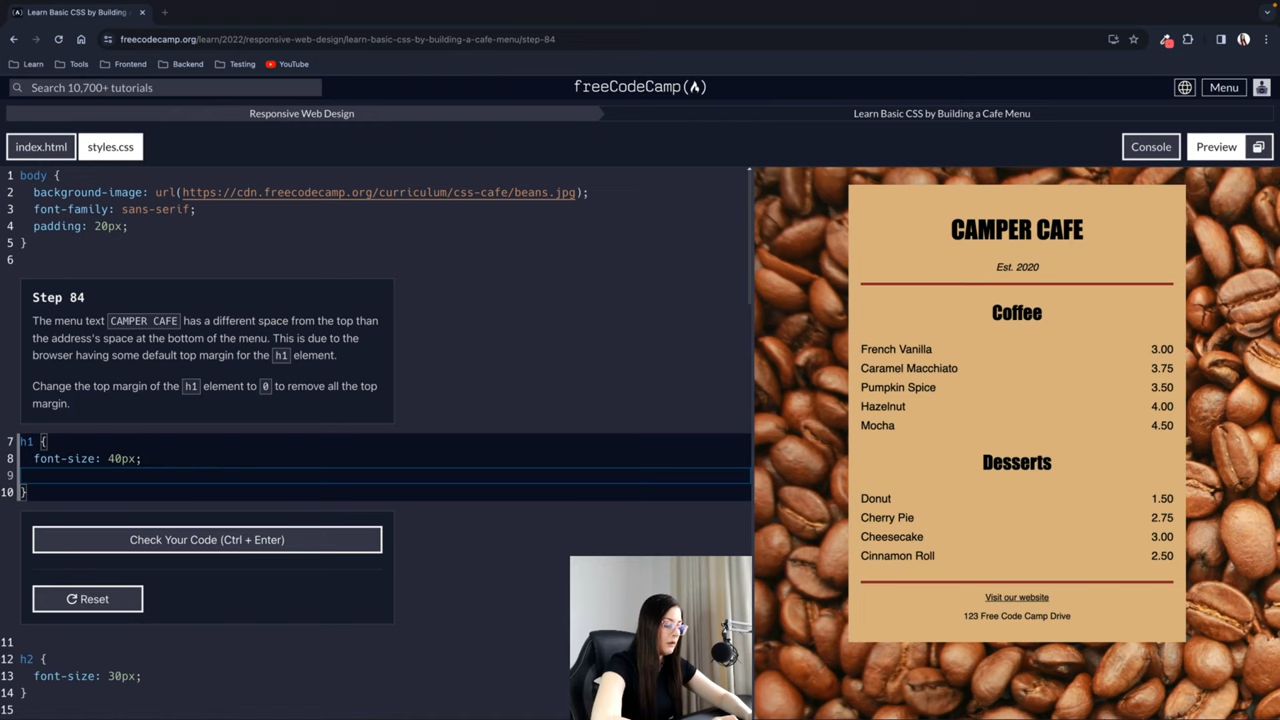 Learn Basic CSS by Building
freecodecamp.org/learn/2022/responsive-web-design/learn-basic-css-by-building-a-cafe-menu/step-84
Learn Tools Frontend Backend Testing YouTube
Search 10,700+ tutorials
freeCodeCamp
Menu
Responsive Web Design
Learn Basic CSS by Building a Cafe Menu
index.html
styles.css
Console
Preview
1 body {
2 background-image: url(https://cdn.freecodecamp.org/curriculum/css-cafe/beans.jpg);
3 font-family: sans-serif;
4 padding: 20px;
5 }
6
Step 84
The menu text CAMPER CAFE has a different space from the top than
the address's space at the bottom of the menu. This is due to the
browser having some default top margin for the h1 element.
Change the top margin of the h1 element to 0 to remove all the top
margin.
7 h1 {
8 font-size: 40px;
9
10 }
Check Your Code (Ctrl + Enter)
Reset
11
12 h2 {
13 font-size: 30px;
14 }
15
CAMPER CAFE
Est. 2020
Coffee
French Vanilla 3.00
Caramel Macchiato 3.75
Pumpkin Spice 3.50
Hazelnut 4.00
Mocha 4.50
Desserts
Donut 1.50
Cherry Pie 2.75
Cheesecake 3.00
Cinnamon Roll 2.50
Visit our website
123 Free Code Camp Drive